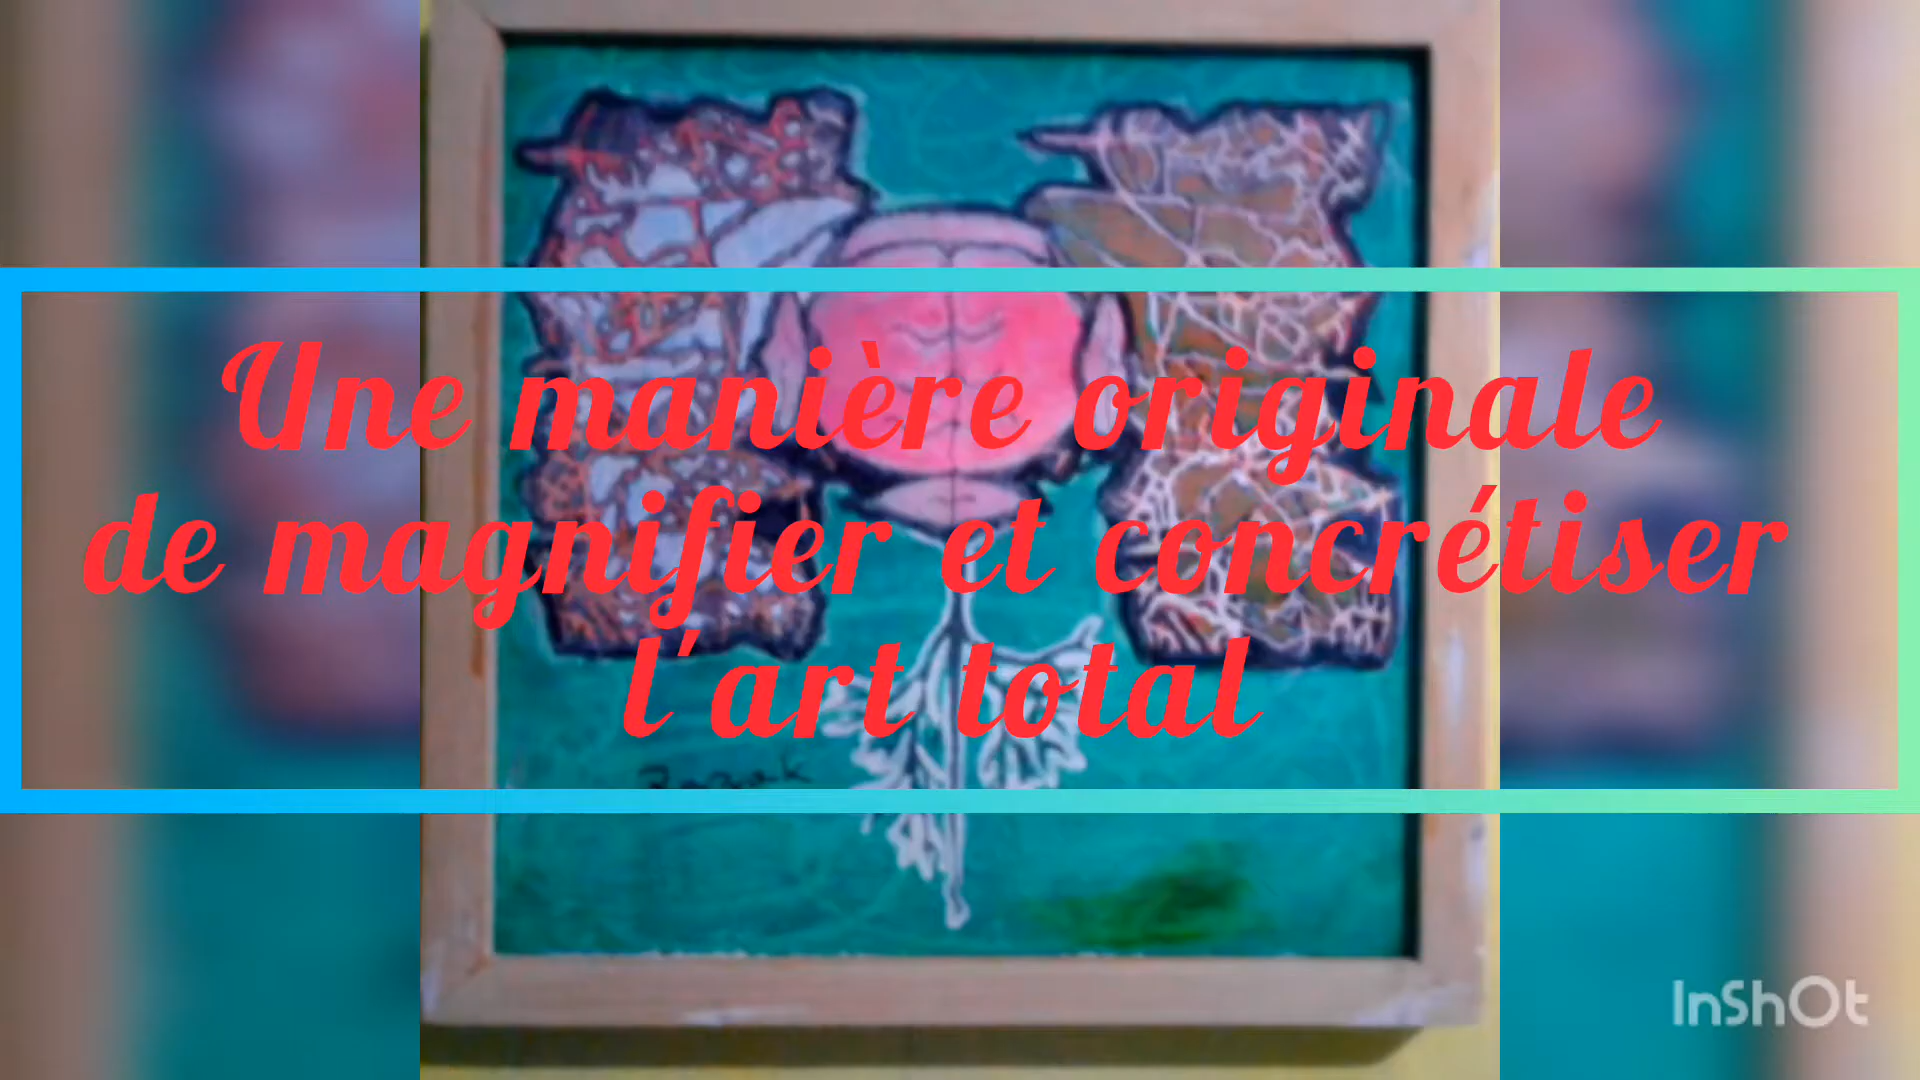 Une manière originale
de magnifier et concrétiser
l'art total
InShOt